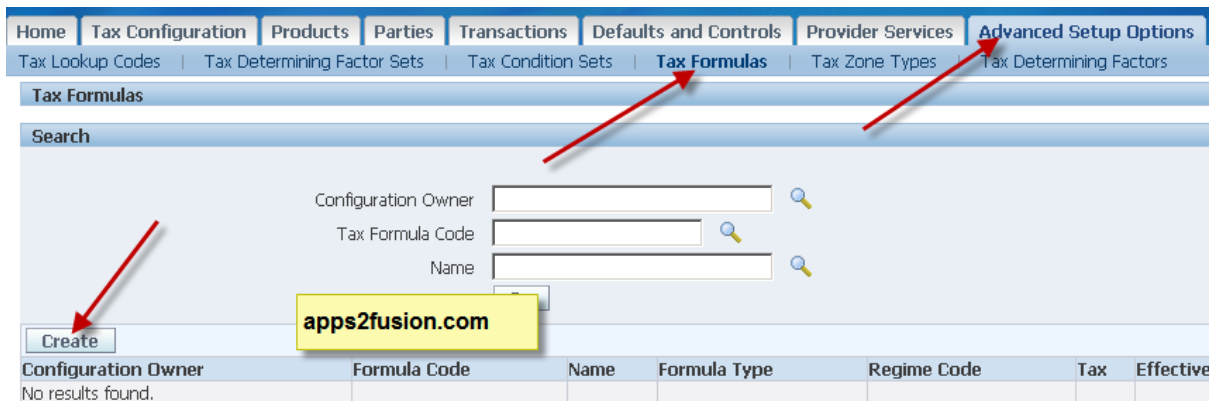 Home Tax Configuration Products Parties Transactions Defaults and Controls Provider Services Advanced Setup Options
Tax Lookup Codes | Tax Determining Factor Sets | Tax Condition Sets | Tax Formulas | Tax Zone Types | Tax Determining Factors
Tax Formulas
Search
Configuration Owner
Tax Formula Code
Name
apps2fusion.com
Create
Configuration Owner Formula Code Name Formula Type Regime Code Tax Effective
No results found.